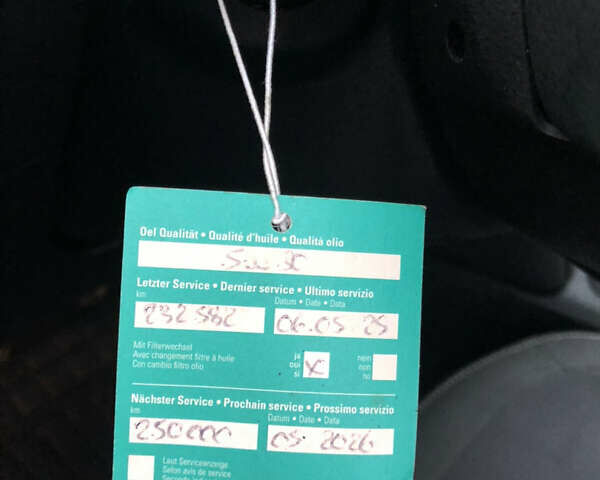 Oel Qualität • Qualité d'huile • Qualità olio
5w 30
Letzter Service • Dernier service • Ultimo servizio
km Datum • Date • Data
232 582 06.05.25
Mit Filterwechsel
Avec changement filtre à huile
Con cambio filtro olio
ja nein
oui x non
si no
Nächster Service • Prochain service • Prossimo servizio
km Datum • Date • Data
250000 05. 2026
Laut Serviceanzeige
Selon avis de service